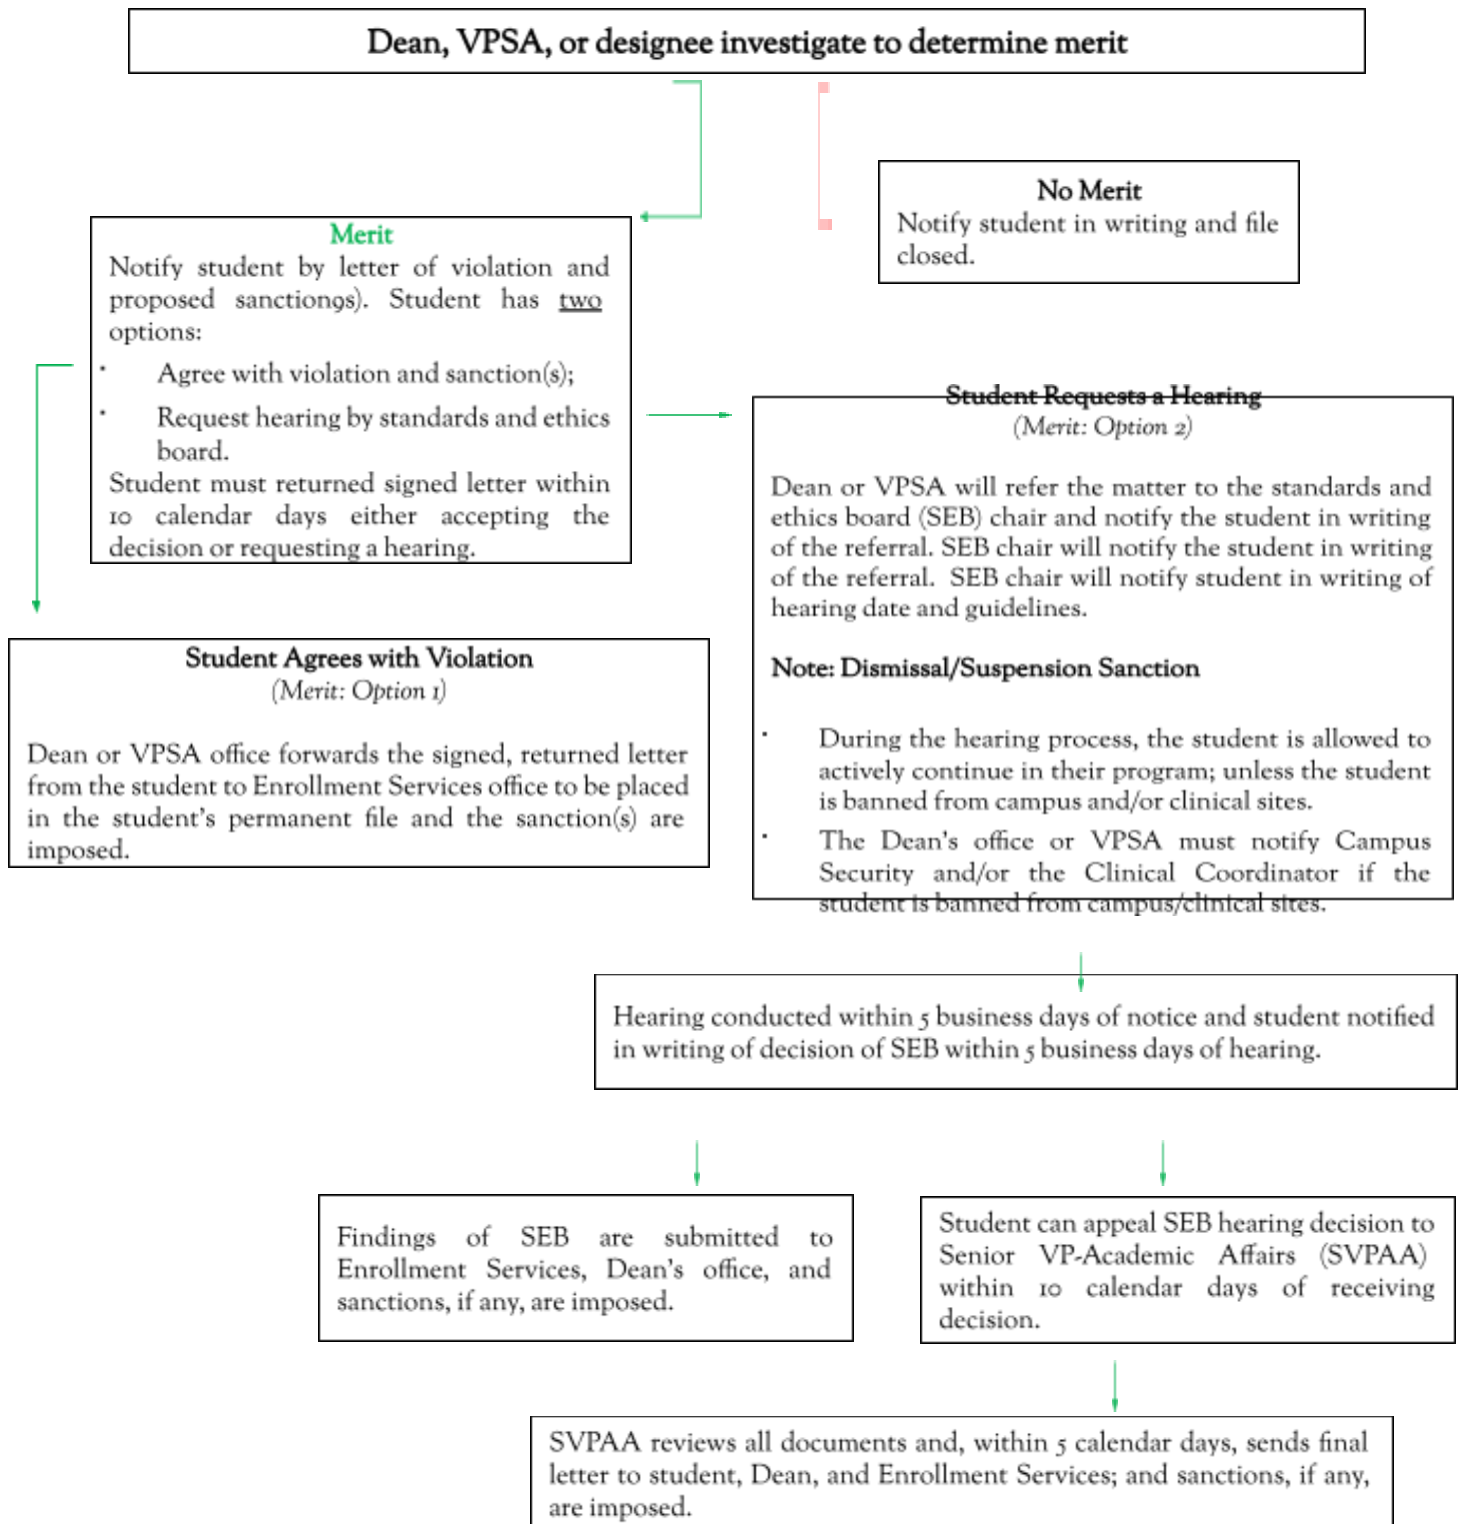 Dean, VPSA, or designee investigate to determine merit
No Merit
Notify student in writing and file
closed.
Merit
Notify student by letter of violation and
proposed sanction9s). Student has two
options:
· Agree with violation and sanction(s);
· Request hearing by standards and ethics
board.
Student must returned signed letter within
10 calendar days either accepting the
decision or requesting a hearing.
Student Requests a Hearing
(Merit: Option 2)
Dean or VPSA will refer the matter to the standards and
ethics board (SEB) chair and notify the student in writing
of the referral. SEB chair will notify the student in writing
of the referral. SEB chair will notify student in writing of
hearing date and guidelines.
Note: Dismissal/Suspension Sanction
· During the hearing process, the student is allowed to
actively continue in their program; unless the student
is banned from campus and/or clinical sites.
· The Dean's office or VPSA must notify Campus
Security and/or the Clinical Coordinator if the
student is banned from campus/clinical sites.
Student Agrees with Violation
(Merit: Option 1)
Dean or VPSA office forwards the signed, returned letter
from the student to Enrollment Services office to be placed
in the student's permanent file and the sanction(s) are
imposed.
Hearing conducted within 5 business days of notice and student notified
in writing of decision of SEB within 5 business days of hearing.
Findings of SEB are submitted to
Enrollment Services, Dean's office, and
sanctions, if any, are imposed.
Student can appeal SEB hearing decision to
Senior VP-Academic Affairs (SVPAA)
within 10 calendar days of receiving
decision.
SVPAA reviews all documents and, within 5 calendar days, sends final
letter to student, Dean, and Enrollment Services; and sanctions, if any,
are imposed.